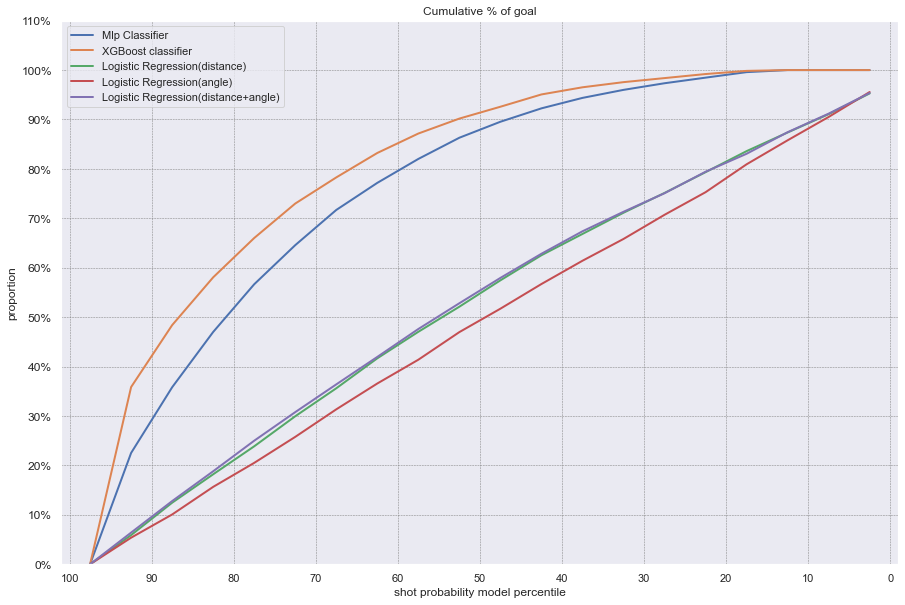 Cumulative % of goal
Mlp Classifier
XGBoost classifier
Logistic Regression(distance)
Logistic Regression(angle)
Logistic Regression(distance+angle)
proportion
110%
100%
90%
80%
70%
60%
50%
40%
30%
20%
10%
0%
100 90 80 70 60 50 40 30 20 10 0
shot probability model percentile